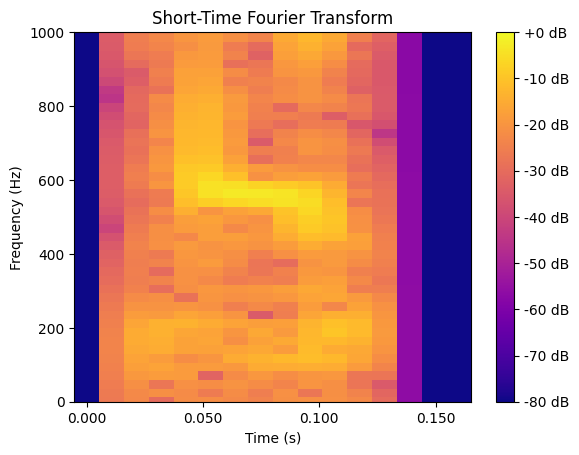 Short-Time Fourier Transform
1000
800
600
400
200
0
Frequency (Hz)
0.000
0.050
0.100
0.150
Time (s)
+0 dB
-10 dB
-20 dB
-30 dB
-40 dB
-50 dB
-60 dB
-70 dB
-80 dB